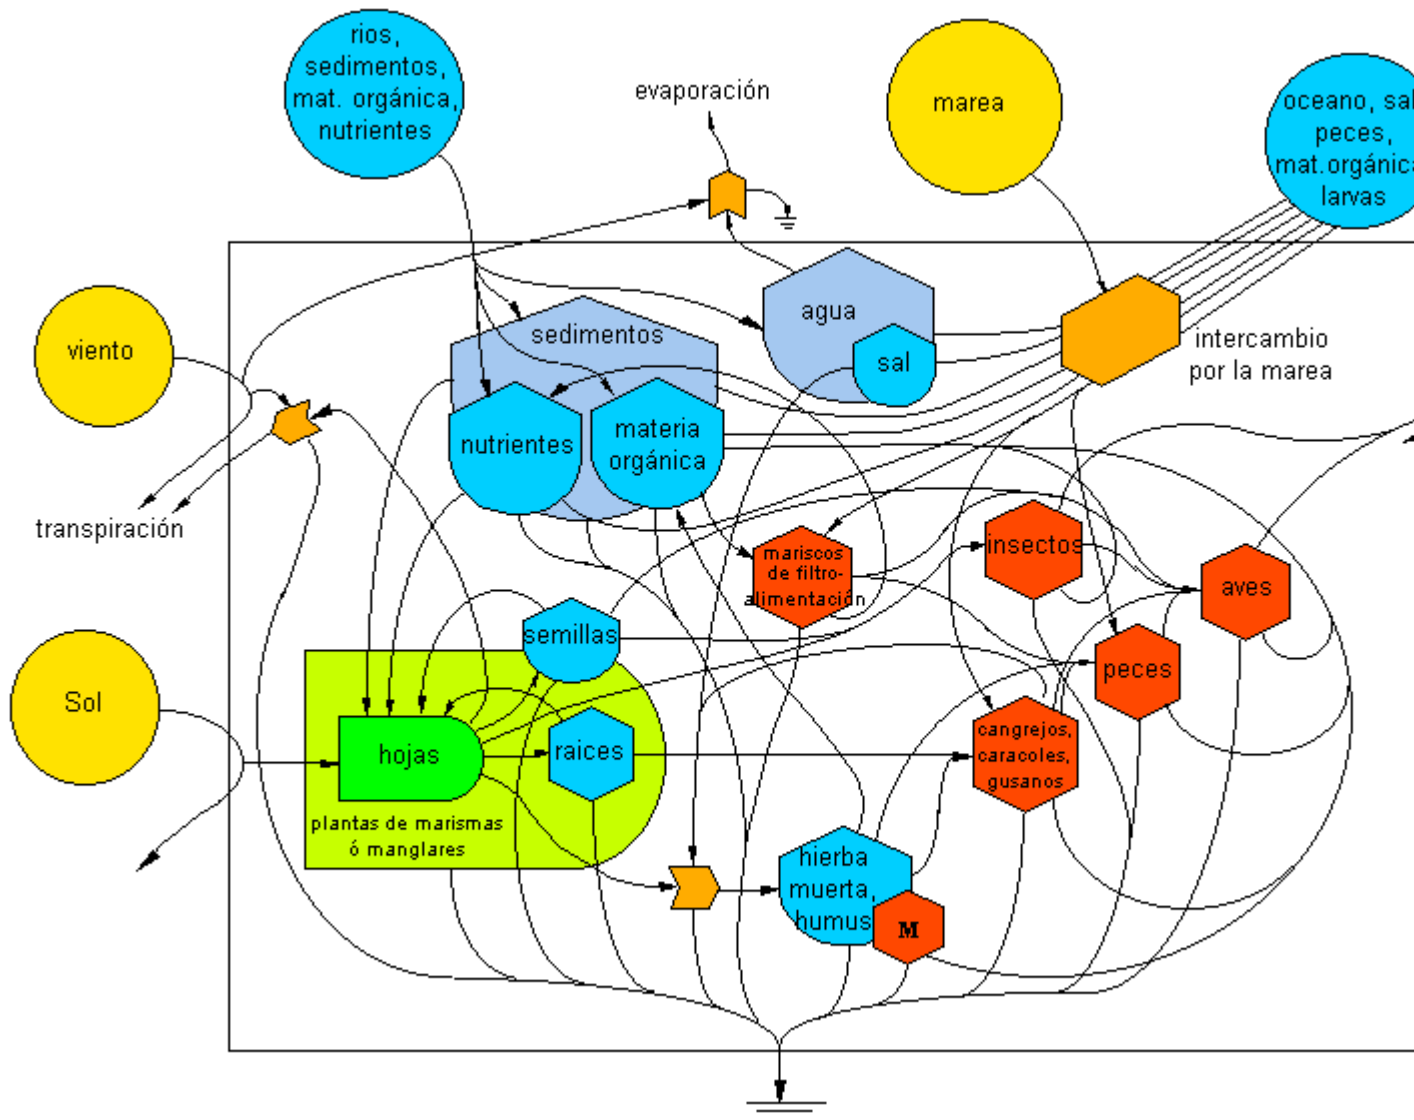 rios,
sedimentos,
mat. orgánica,
nutrientes
evaporación
marea
oceano, sal
peces,
mat.orgánica
larvas
viento
sedimentos
agua
sal
intercambio
por la marea
nutrientes
materia
orgánica
transpiración
mariscos
de filtro-
alimentación
insectos
aves
semillas
peces
Sol
hojas
raices
cangrejos,
caracoles,
gusanos
plantas de marismas
ó manglares
hierba
muerta,
humus
M